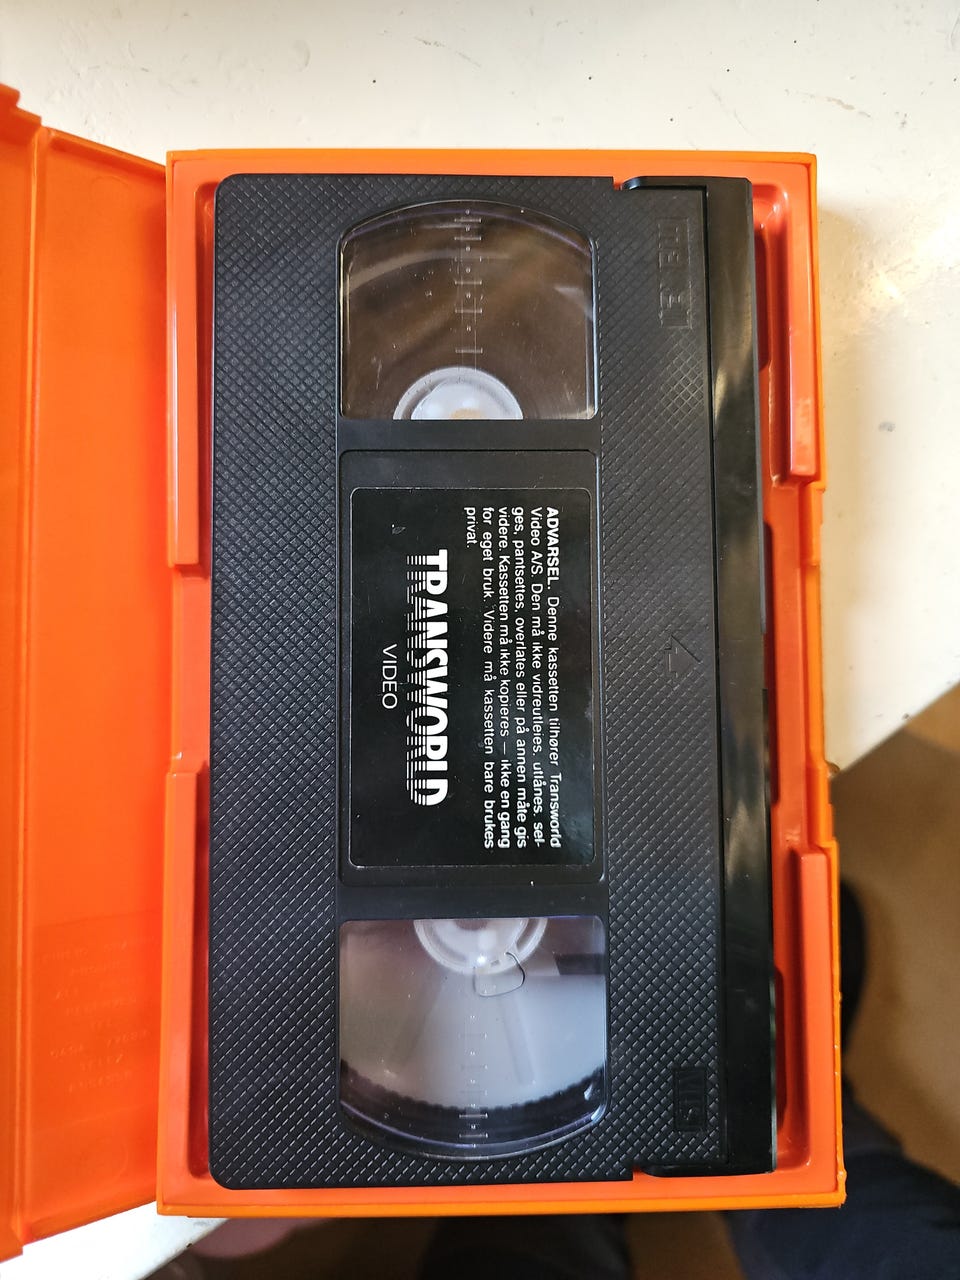 ADVARSEL. Denne kassetten tilhører Transworld
Video A/S. Den må ikke vidreutleies, utlånes, sel-
ges, pantsettes, overlates eller på annen måte gis
videre. Kassetten må ikke kopieres — ikke en gang
for eget bruk. Videre må kassetten bare brukes
privat.
TRANSWORLD
VIDEO